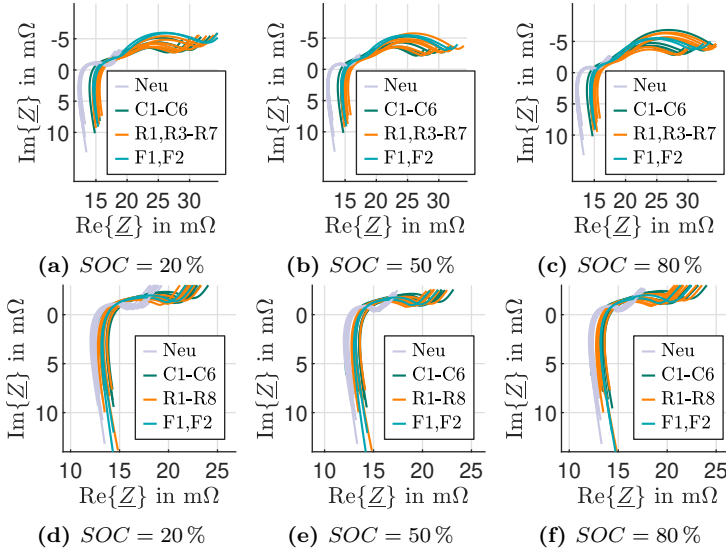 -5
0
5
10
Im{Z} in mΩ
Neu
C1-C6
R1,R3-R7
F1,F2
15 20 25 30
Re{Z} in mΩ
(a) SOC = 20 %
-5
0
5
10
Im{Z} in mΩ
Neu
C1-C6
R1,R3-R7
F1,F2
15 20 25 30
Re{Z} in mΩ
(b) SOC = 50 %
-5
0
5
10
Im{Z} in mΩ
Neu
C1-C6
R1,R3-R7
F1,F2
15 20 25 30
Re{Z} in mΩ
(c) SOC = 80 %
0
5
10
Im{Z} in mΩ
Neu
C1-C6
R1-R8
F1,F2
10 15 20 25
Re{Z} in mΩ
(d) SOC = 20 %
0
5
10
Im{Z} in mΩ
Neu
C1-C6
R1-R8
F1,F2
10 15 20 25
Re{Z} in mΩ
(e) SOC = 50 %
0
5
10
Im{Z} in mΩ
Neu
C1-C6
R1-R8
F1,F2
10 15 20 25
Re{Z} in mΩ
(f) SOC = 80 %